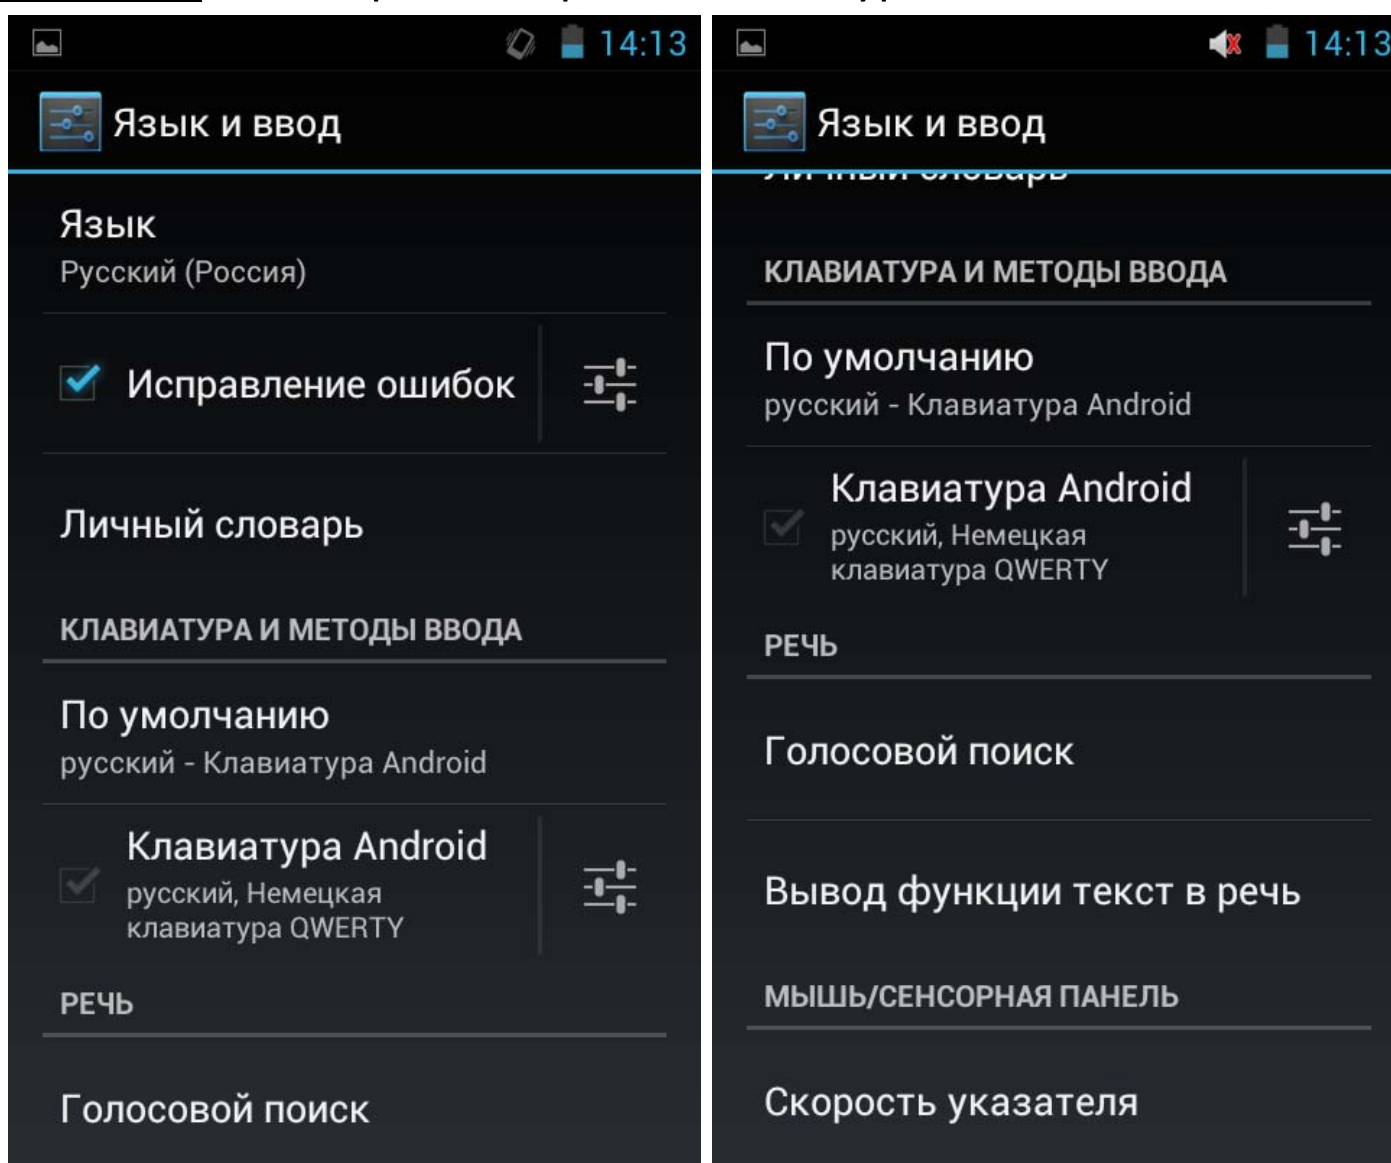 14:13
Язык и ввод
Язык
Русский (Россия)
Исправление ошибок
Личный словарь
КЛАВИАТУРА И МЕТОДЫ ВВОДА
По умолчанию
русский - Клавиатура Android
Клавиатура Android
русский, Немецкая
клавиатура QWERTY
РЕЧЬ
Голосовой поиск
14:13
Язык и ввод
Личный словарь
КЛАВИАТУРА И МЕТОДЫ ВВОДА
По умолчанию
русский - Клавиатура Android
Клавиатура Android
русский, Немецкая
клавиатура QWERTY
РЕЧЬ
Голосовой поиск
Вывод функции текст в речь
МЫШЬ/СЕНСОРНАЯ ПАНЕЛЬ
Скорость указателя